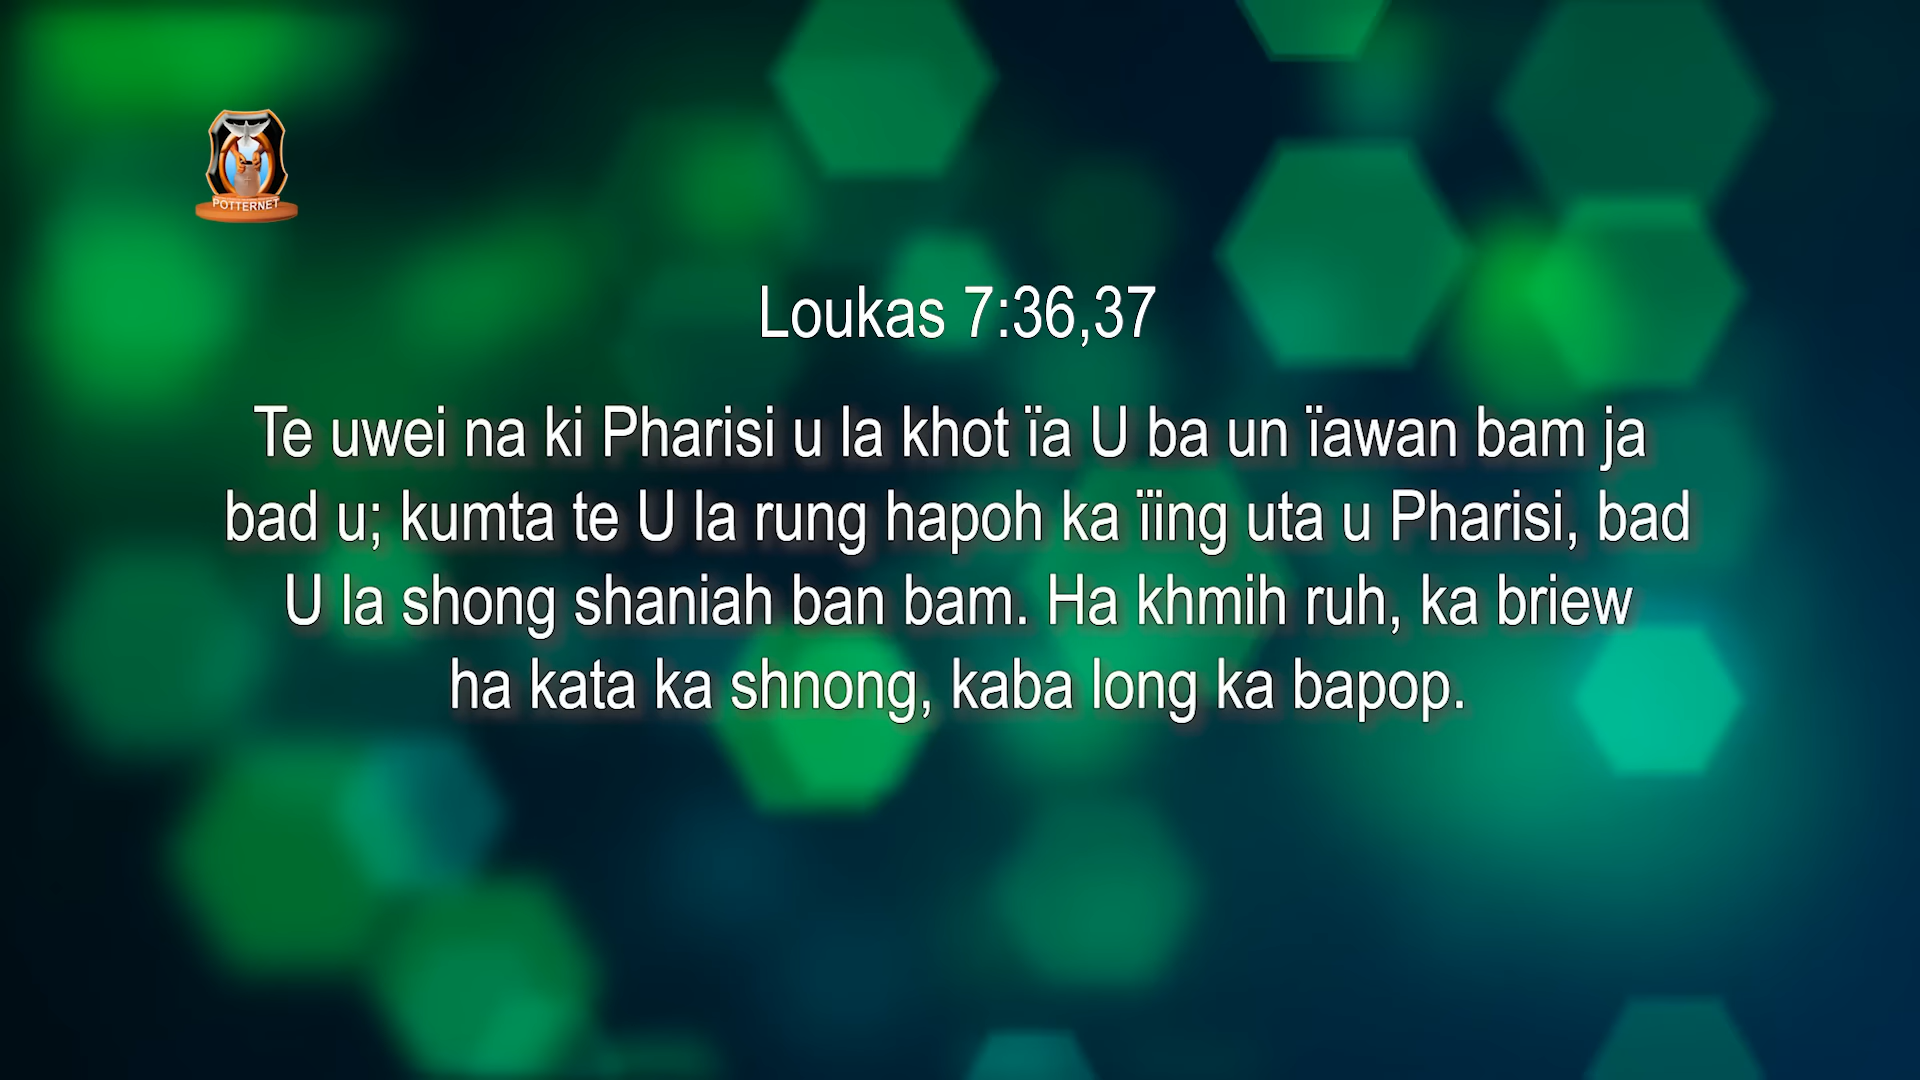 POTTERNET
Loukas 7:36,37
Te uwei na ki Pharisi u la khot ïa U ba un ïawan bam ja
bad u; kumta te U la rung hapoh ka ïing uta u Pharisi, bad
U la shong shaniah ban bam. Ha khmih ruh, ka briew
ha kata ka shnong, kaba long ka bapop.